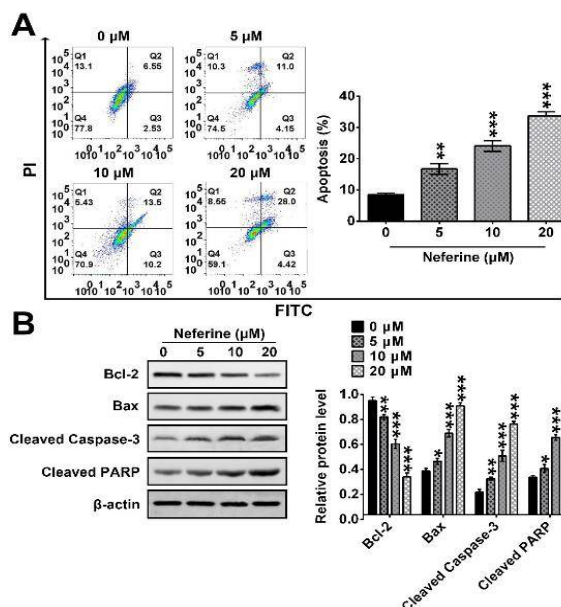 A
0 μM
5 μM
Q1
13.1
Q2
6.55
Q4
77.8
Q3
2.53
Q1
10.3
Q2
11.0
Q4
74.5
Q3
4.15
10 μM
20 μM
Q1
5.43
Q2
13.5
Q4
70.9
Q3
10.2
Q1
8.55
Q2
28.0
Q4
59.1
Q3
4.42
PI
FITC
Apoptosis (%)
40
30
20
10
0
** *** ***
0 5 10 20
Neferine (μM)
B
Neferine (μM)
0 5 10 20
Bcl-2
Bax
Cleaved Caspase-3
Cleaved PARP
β-actin
0 μM
5 μM
10 μM
20 μM
Relative protein level
1.0
0.8
0.6
0.4
0.2
0.0
Bcl-2
Bax
Cleaved Caspase-3
Cleaved PARP